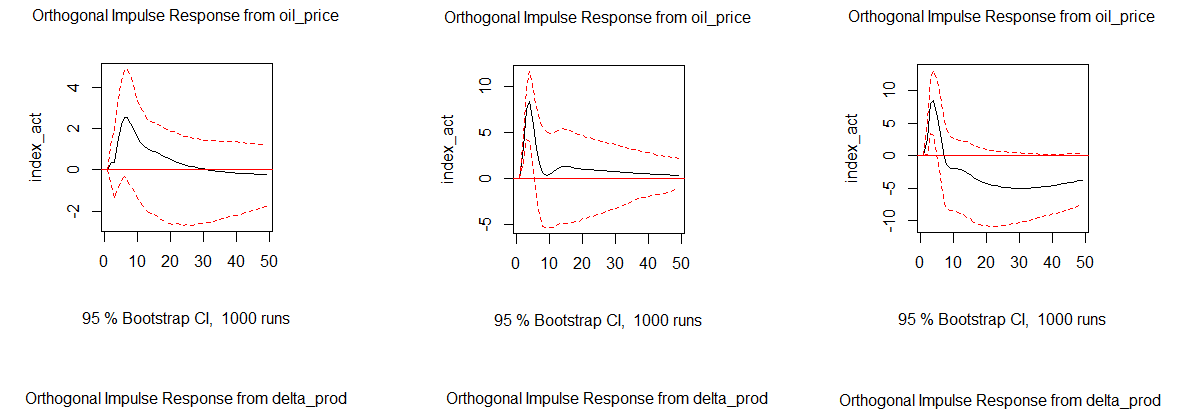 Orthogonal Impulse Response from oil_price
Orthogonal Impulse Response from oil_price
Orthogonal Impulse Response from oil_price
index_act
4
2
0
-2
0 10 20 30 40 50
index_act
10
5
0
-5
0 10 20 30 40 50
index_act
10
5
0
-5
-10
0 10 20 30 40 50
95 % Bootstrap CI, 1000 runs
95 % Bootstrap CI, 1000 runs
95 % Bootstrap CI, 1000 runs
Orthogonal Impulse Response from delta_prod
Orthogonal Impulse Response from delta_prod
Orthogonal Impulse Response from delta_prod